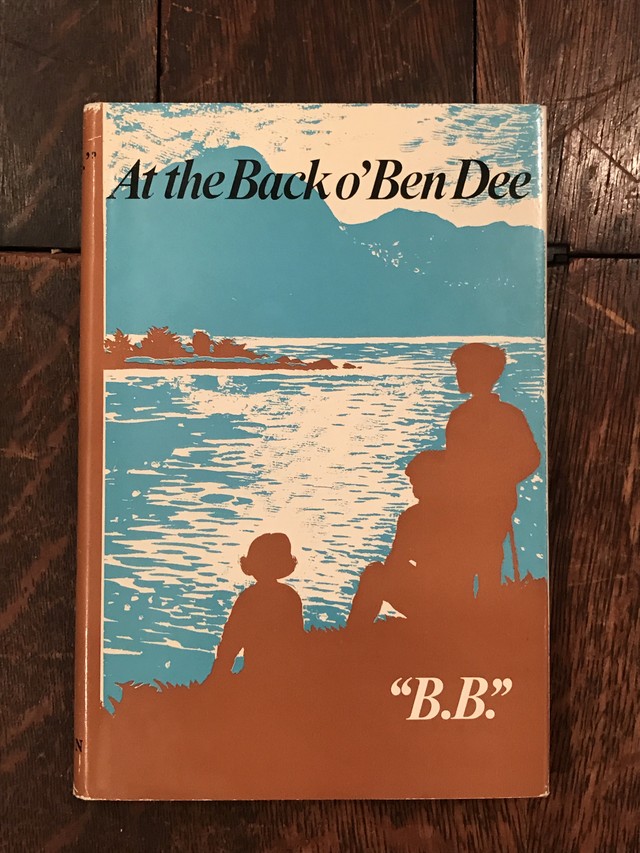 At the Back o' Ben Dee
“B.B.”
”
N